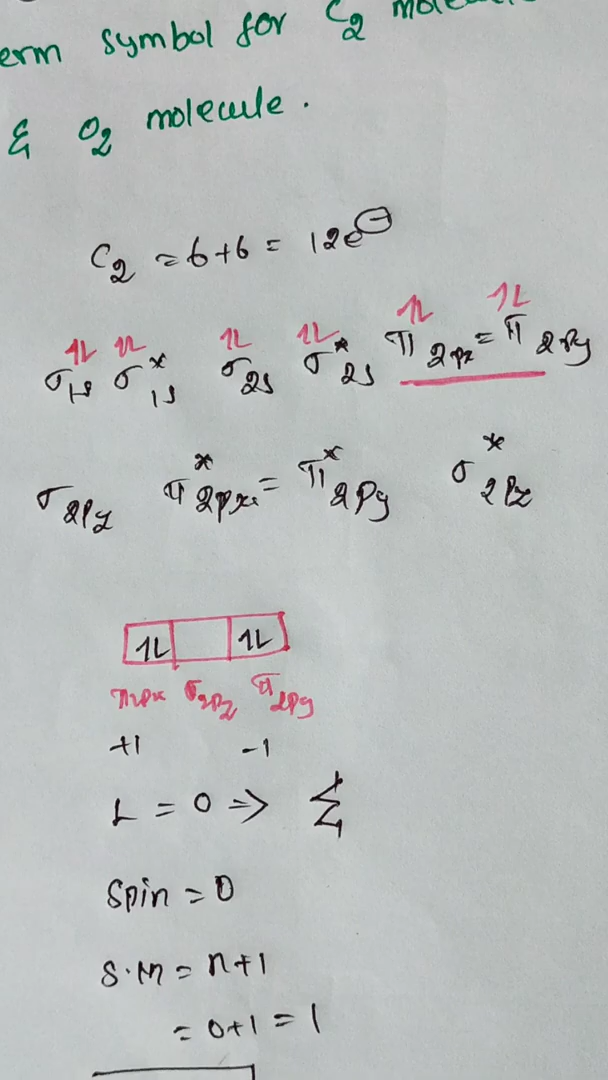 erm symbol for C₂
& O₂ molecule.
C₂ = 6+6 = 12e⊖
⇅ ⇅ ⇅ ⇅ ⇅ ⇅
σ1s σ*1s σ2s σ*2s π2px = π2py
σ2pz π*2px = π*2py σ*2pz
⇅ ⇅
π2px σ2pz π2py
+1 -1
L = 0 => Σ
Spin = 0
S.M = n+1
= 0+1 = 1